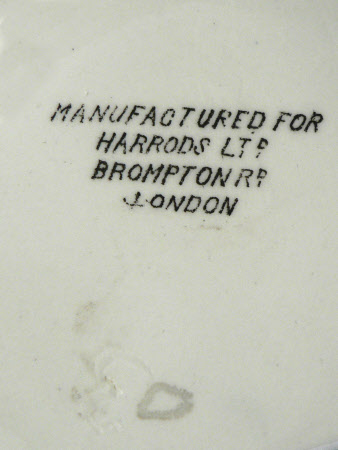 MANUFACTURED FOR
HARRODS LTD
BROMPTON RD
LONDON